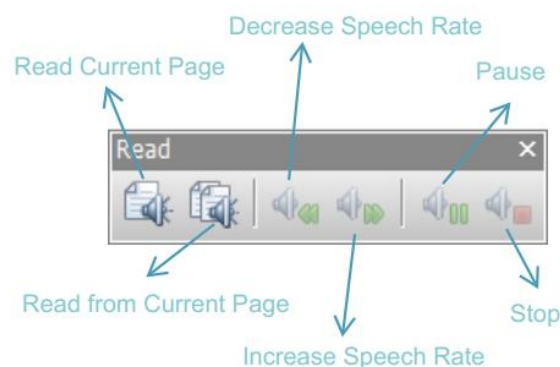 Decrease Speech Rate
Read Current Page
Pause
Read
Read from Current Page
Stop
Increase Speech Rate